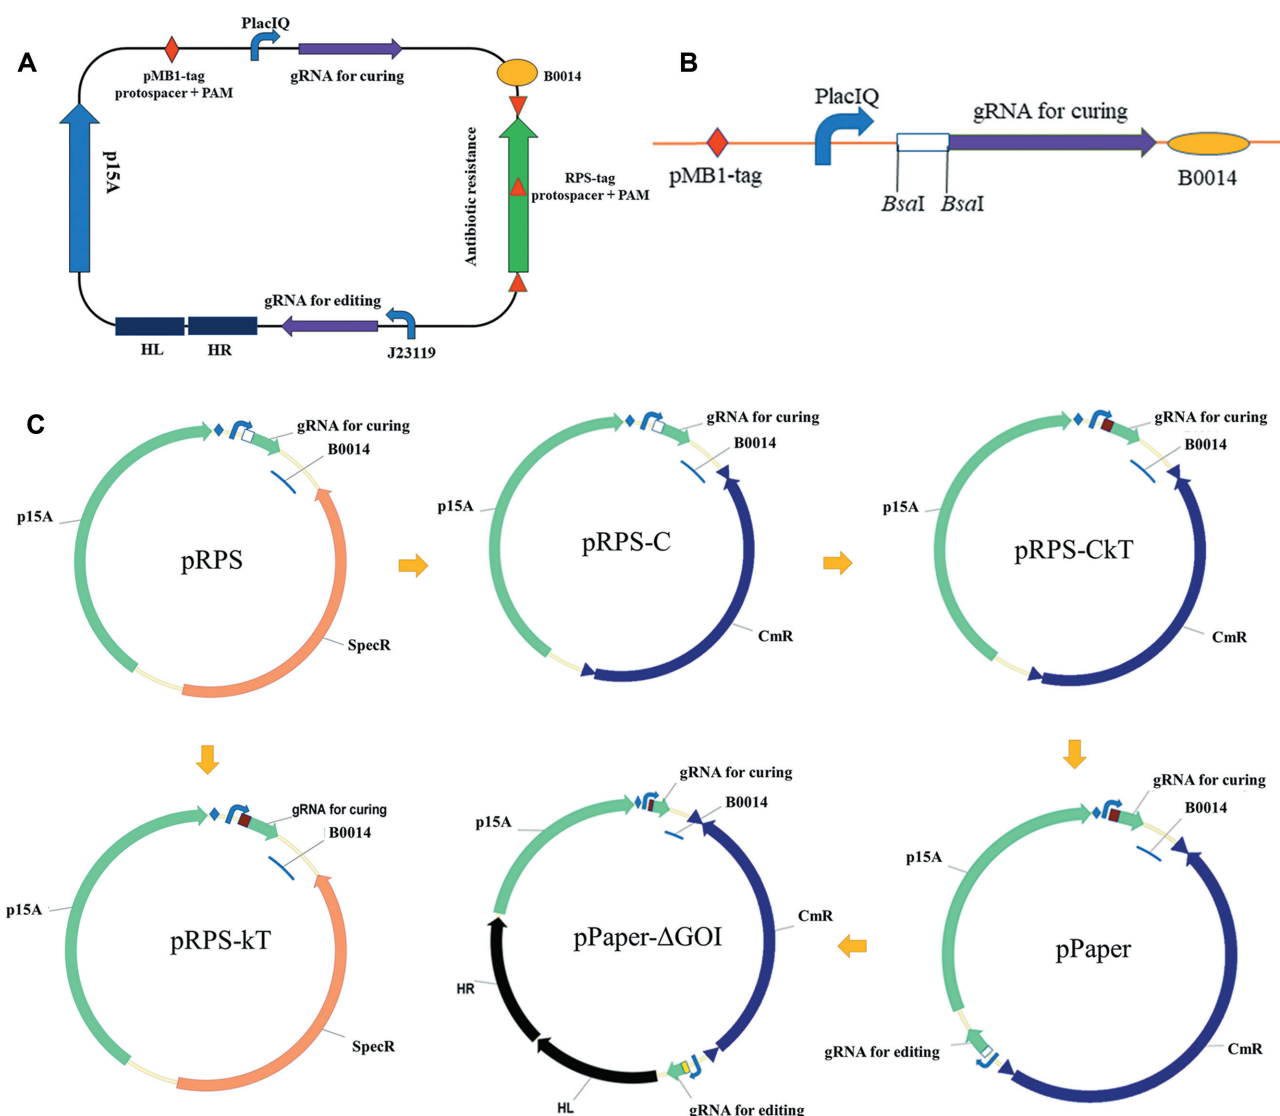 A
PlacIQ
pMB1-tag
protospacer + PAM
gRNA for curing
B0014
p15A
Antibiotic resistance
RPS-tag
protospacer + PAM
gRNA for editing
HL
HR
J23119
B
PlacIQ
gRNA for curing
pMB1-tag
BsaI
BsaI
B0014
C
gRNA for curing
B0014
p15A
pRPS
SpecR
gRNA for curing
B0014
p15A
pRPS-C
CmR
gRNA for curing
B0014
p15A
pRPS-CkT
CmR
gRNA for curing
B0014
p15A
pRPS-kT
SpecR
gRNA for curing
B0014
p15A
CmR
pPaper-ΔGOI
HR
HL
gRNA for editing
gRNA for curing
B0014
p15A
pPaper
gRNA for editing
CmR